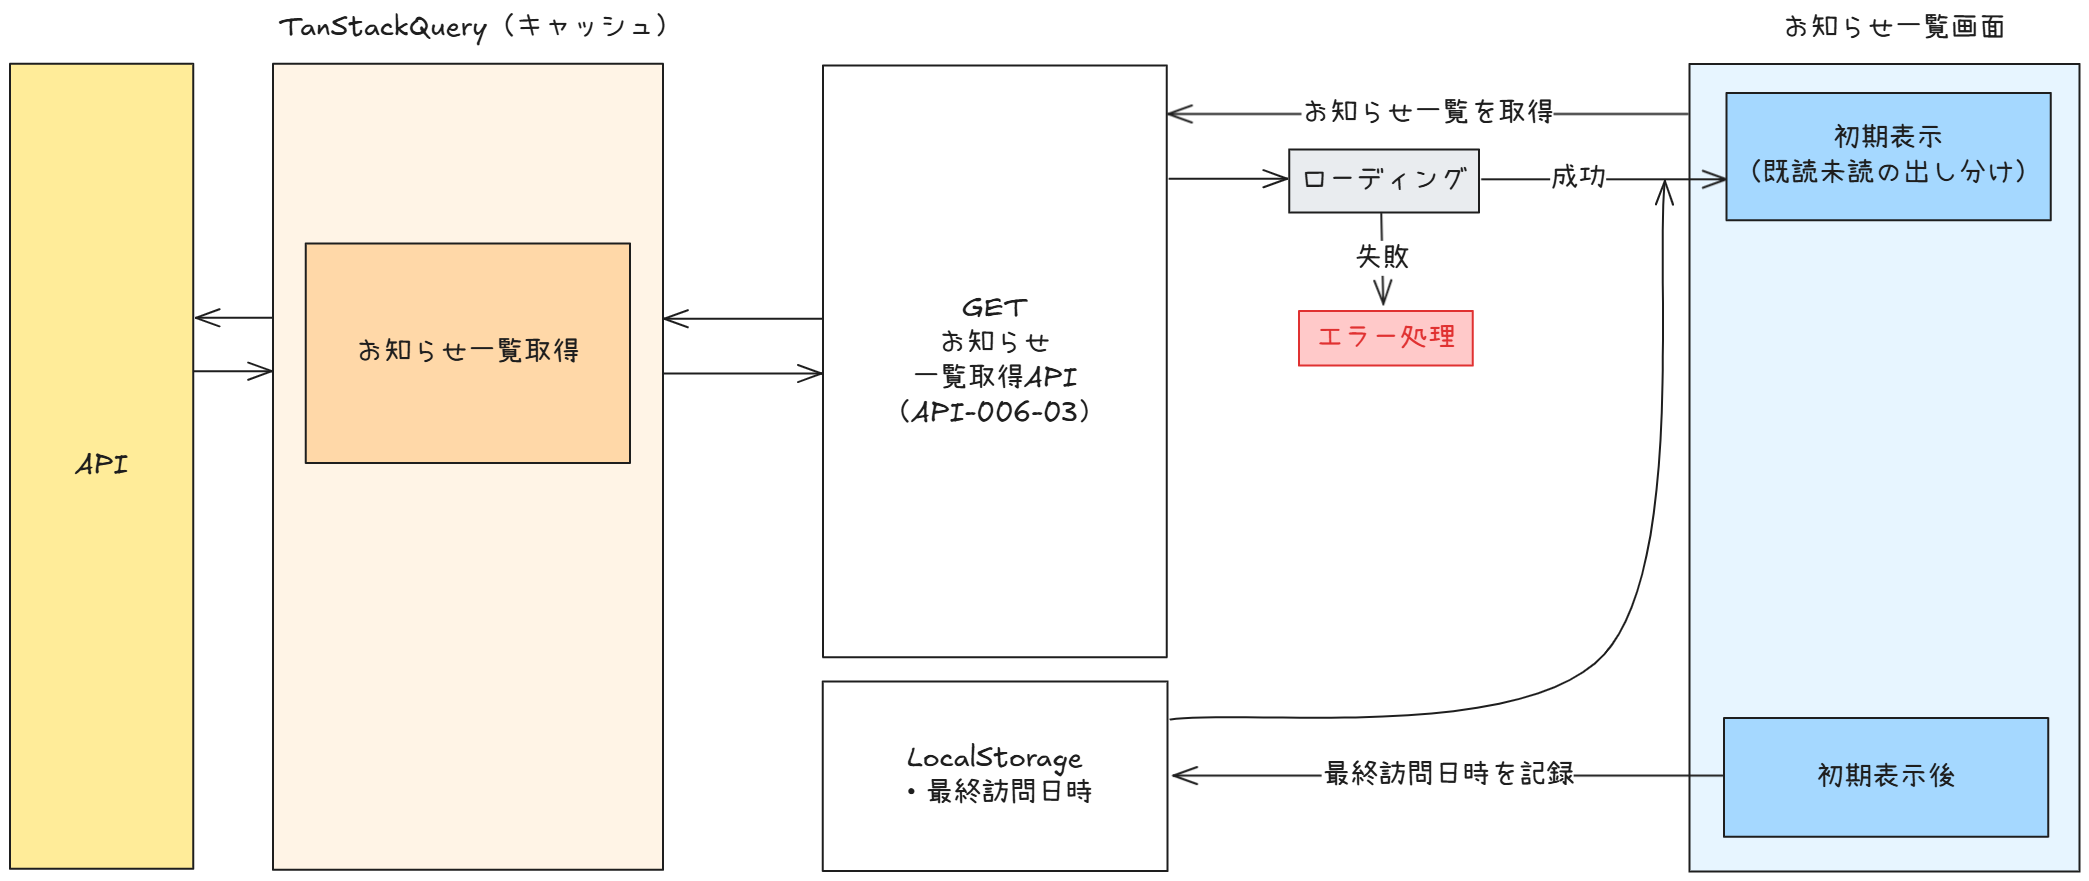 TanStackQuery（キャッシュ）
お知らせ一覧画面
お知らせ一覧を取得
初期表示
（既読未読の出し分け）
ローディング
成功
失敗
エラー処理
GET
お知らせ
一覧取得API
（API-006-03）
お知らせ一覧取得
API
LocalStorage
・最終訪問日時
最終訪問日時を記録
初期表示後